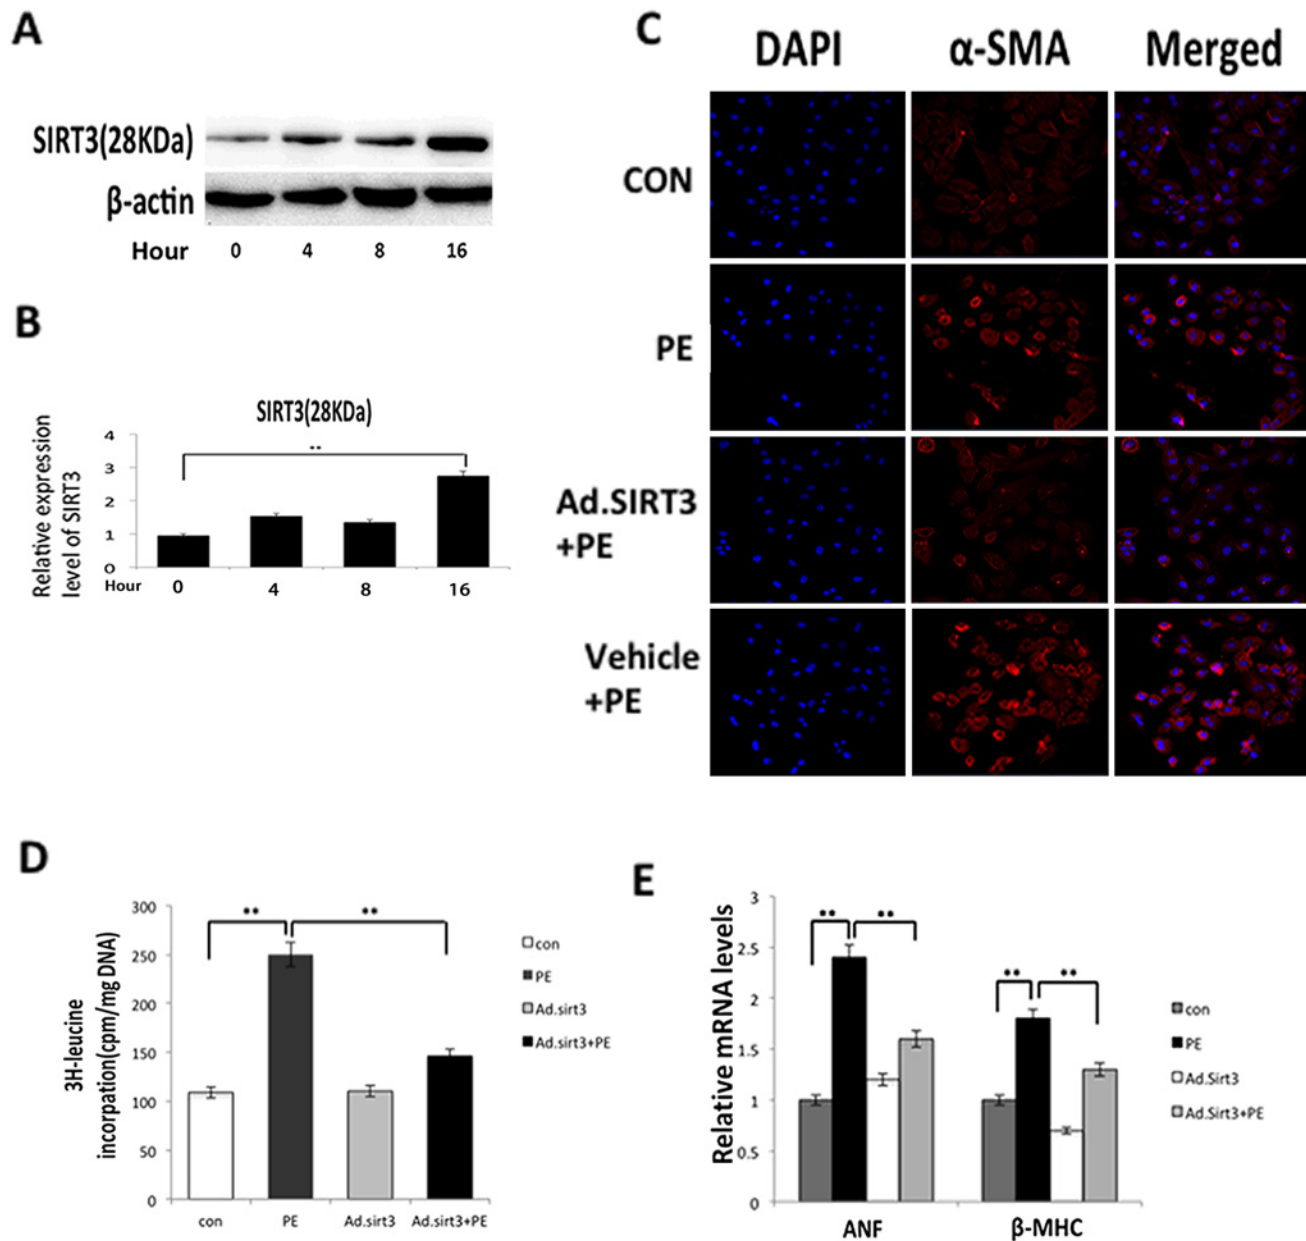 A
SIRT3(28KDa)
β-actin
Hour 0 4 8 16
B
SIRT3(28KDa)
Relative expression
level of SIRT3
4
3
2
1
0
**
Hour 0 4 8 16
C
DAPI α-SMA Merged
CON
PE
Ad.SIRT3
+PE
Vehicle
+PE
D
3H-leucine
incorpation(cpm/mg DNA)
300
250
200
150
100
50
0
** **
con PE Ad.sirt3 Ad.sirt3+PE
con
PE
Ad.sirt3
Ad.sirt3+PE
E
Relative mRNA levels
3
2.5
2
1.5
1
0.5
0
** **
** **
ANF β-MHC
con
PE
Ad.Sirt3
Ad.Sirt3+PE